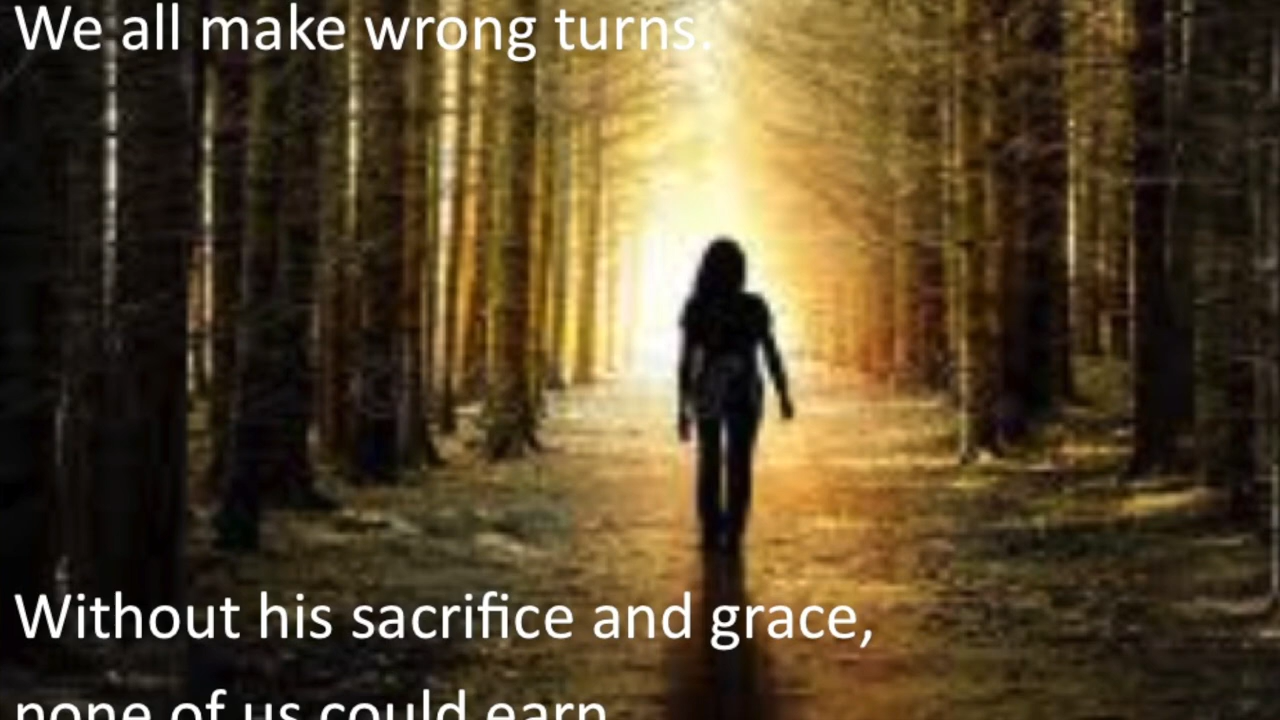 We all make wrong turns.
Without his sacrifice and grace,
none of us could earn